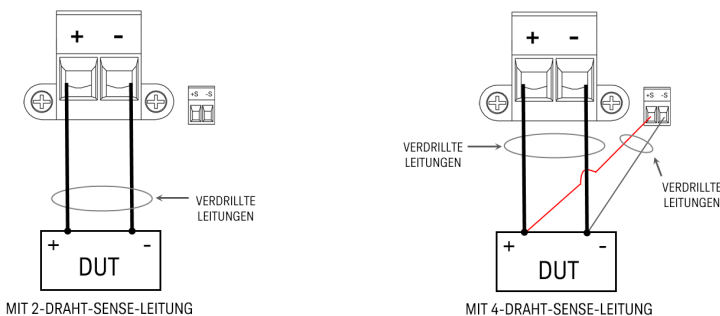 + -
+S -S
VERDRILLTE
LEITUNGEN
+ -
DUT
MIT 2-DRAHT-SENSE-LEITUNG
+ -
+S -S
VERDRILLTE
LEITUNGEN
VERDRILLTE
LEITUNGEN
+ -
DUT
MIT 4-DRAHT-SENSE-LEITUNG